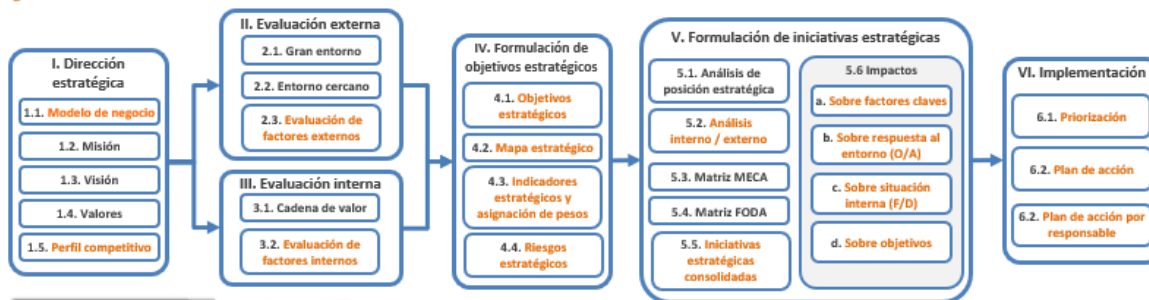 I. Dirección
estratégica
1.1. Modelo de negocio
1.2. Misión
1.3. Visión
1.4. Valores
1.5. Perfil competitivo
II. Evaluación externa
2.1. Gran entorno
2.2. Entorno cercano
2.3. Evaluación de
factores externos
III. Evaluación interna
3.1. Cadena de valor
3.2. Evaluación de
factores internos
IV. Formulación de
objetivos estratégicos
4.1. Objetivos
estratégicos
4.2. Mapa estratégico
4.3. Indicadores
estratégicos y
asignación de pesos
4.4. Riesgos
estratégicos
V. Formulación de iniciativas estratégicas
5.1. Análisis de
posición estratégica
5.2. Análisis
interno / externo
5.3. Matriz MECA
5.4. Matriz FODA
5.5. Iniciativas
estratégicas
consolidadas
5.6 Impactos
a. Sobre factores claves
b. Sobre respuesta al
entorno (O/A)
c. Sobre situación
interna (F/D)
d. Sobre objetivos
VI. Implementación
6.1. Priorización
6.2. Plan de acción
6.2. Plan de acción por
responsable